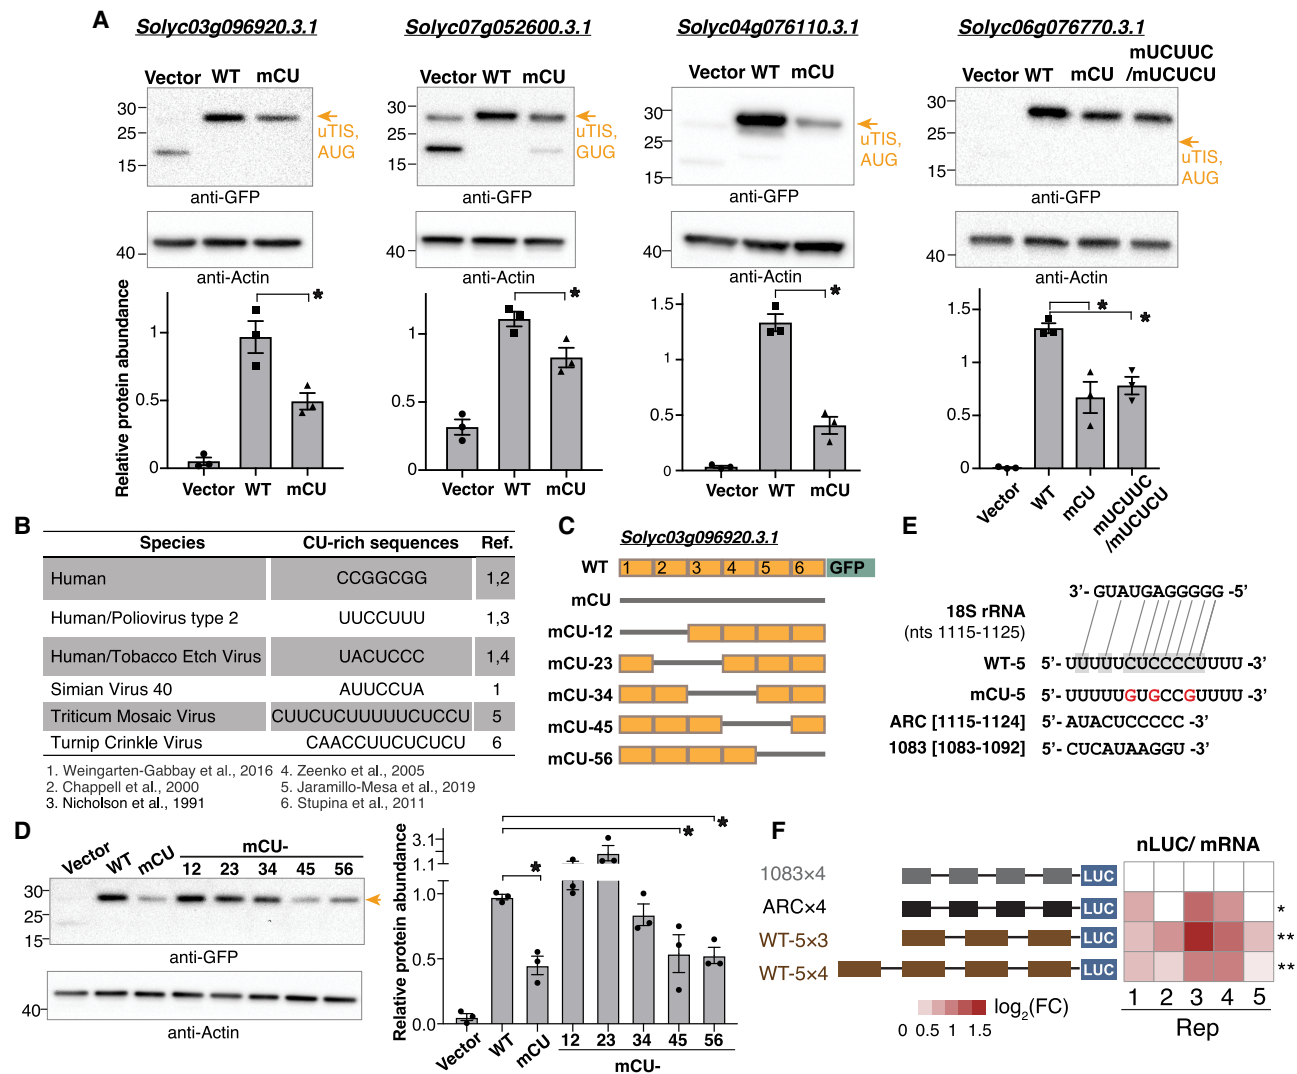 A
Solyc03g096920.3.1
Vector WT mCU
30
25
15
uTIS,
AUG
anti-GFP
40
anti-Actin
Relative protein abundance
1
0.5
0
*
Vector WT mCU
Solyc07g052600.3.1
Vector WT mCU
30
25
15
uTIS,
GUG
anti-GFP
40
anti-Actin
1
0.5
0
*
Vector WT mCU
Solyc04g076110.3.1
Vector WT mCU
30
25
15
uTIS,
AUG
anti-GFP
40
anti-Actin
1.5
1
0.5
0
*
Vector WT mCU
Solyc06g076770.3.1
Vector WT mCU mUCUUC
/mUCUCU
30
25
15
uTIS,
AUG
anti-GFP
40
anti-Actin
1.5
1
0.5
0
*
*
Vector WT mCU mUCUUC
/mUCUCU
B
Species CU-rich sequences Ref.
Human CCGGCGG 1,2
Human/Poliovirus type 2 UUCCUUU 1,3
Human/Tobacco Etch Virus UACUCCC 1,4
Simian Virus 40 AUUCCUA 1
Triticum Mosaic Virus CUUCUCUUUUUCUCCU 5
Turnip Crinkle Virus CAACCUUCUCUCU 6
1. Weingarten-Gabbay et al., 2016 4. Zeenko et al., 2005
2. Chappell et al., 2000 5. Jaramillo-Mesa et al., 2019
3. Nicholson et al., 1991 6. Stupina et al., 2011
C
Solyc03g096920.3.1
WT 1 2 3 4 5 6 GFP
mCU
mCU-12
mCU-23
mCU-34
mCU-45
mCU-56
D
Vector WT mCU mCU-
12 23 34 45 56
30
25
15
anti-GFP
40
anti-Actin
Relative protein abundance
3.1
1.1
1.0
0.5
0.0
*
*
*
Vector WT mCU 12 23 34 45 56
mCU-
E
3'- GUAUGAGGGGG -5'
18S rRNA
(nts 1115-1125)
WT-5 5'- UUUUUCUCCCCUUUUU -3'
mCU-5 5'- UUUUUGUGCCGUUUU -3'
ARC [1115-1124] 5'- AUACUCCCCC -3'
1083 [1083-1092] 5'- CUCAUAAGGU -3'
F
nLUC/ mRNA
1083×4 LUC
ARC×4 LUC *
WT-5×3 LUC **
WT-5×4 LUC **
1 2 3 4 5
Rep
0 0.5 1 1.5 log2(FC)